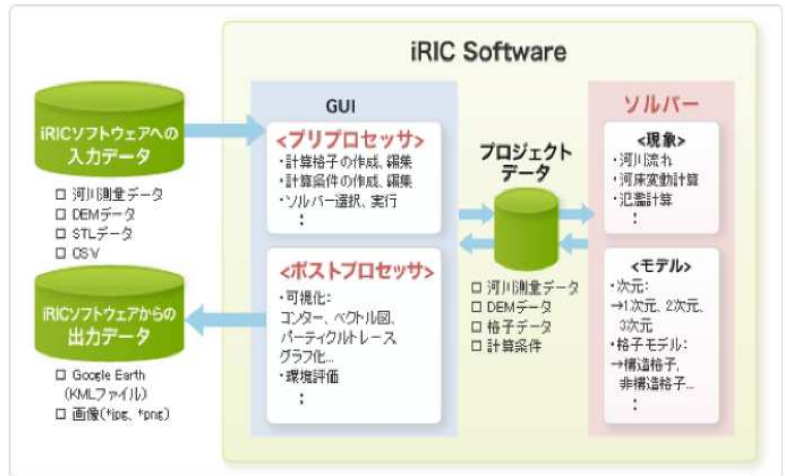 iRIC Software
iRICソフトウェアへの
入力データ
□ 河川測量データ
□ DEMデータ
□ STLデータ
□ CSV
iRICソフトウェアからの
出力データ
□ Google Earth
(KMLファイル)
□ 画像(*jpg、*png)
GUI
<プリプロセッサ>
・計算格子の作成、編集
・計算条件の作成、編集
・ソルバー選択、実行
:
<ポストプロセッサ>
・可視化:
コンター、ベクトル図、
パーティクルトレース、
グラフ化...
・環境評価
:
プロジェクト
データ
□ 河川測量データ
□ DEMデータ
□ 格子データ
□ 計算条件
ソルバー
<現象>
・河川流れ
・河床変動計算
・氾濫計算
:
<モデル>
・次元:
→1次元、2次元、
3次元
・格子モデル:
→構造格子,
非構造格子...
: